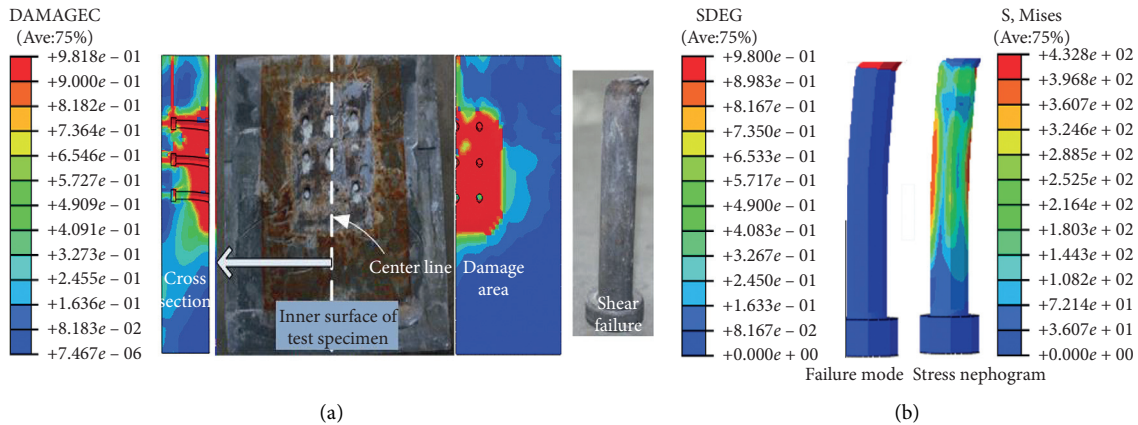 DAMAGEC
(Ave:75%)
+9.818e – 01
+9.000e – 01
+8.182e – 01
+7.364e – 01
+6.546e – 01
+5.727e – 01
+4.909e – 01
+4.091e – 01
+3.273e – 01
+2.455e – 01
+1.636e – 01
+8.183e – 02
+7.467e – 06
Cross
section
Center line
Inner surface of
test specimen
Damage
area
Shear
failure
(a)
SDEG
(Ave:75%)
+9.800e – 01
+8.983e – 01
+8.167e – 01
+7.350e – 01
+6.533e – 01
+5.717e – 01
+4.900e – 01
+4.083e – 01
+3.267e – 01
+2.450e – 01
+1.633e – 01
+8.167e – 02
+0.000e + 00
Failure mode
S, Mises
(Ave:75%)
+4.328e + 02
+3.968e + 02
+3.607e + 02
+3.246e + 02
+2.885e + 02
+2.525e + 02
+2.164e + 02
+1.803e + 02
+1.443e + 02
+1.082e + 02
+7.214e + 01
+3.607e + 01
+0.000e + 00
Stress nephogram
(b)